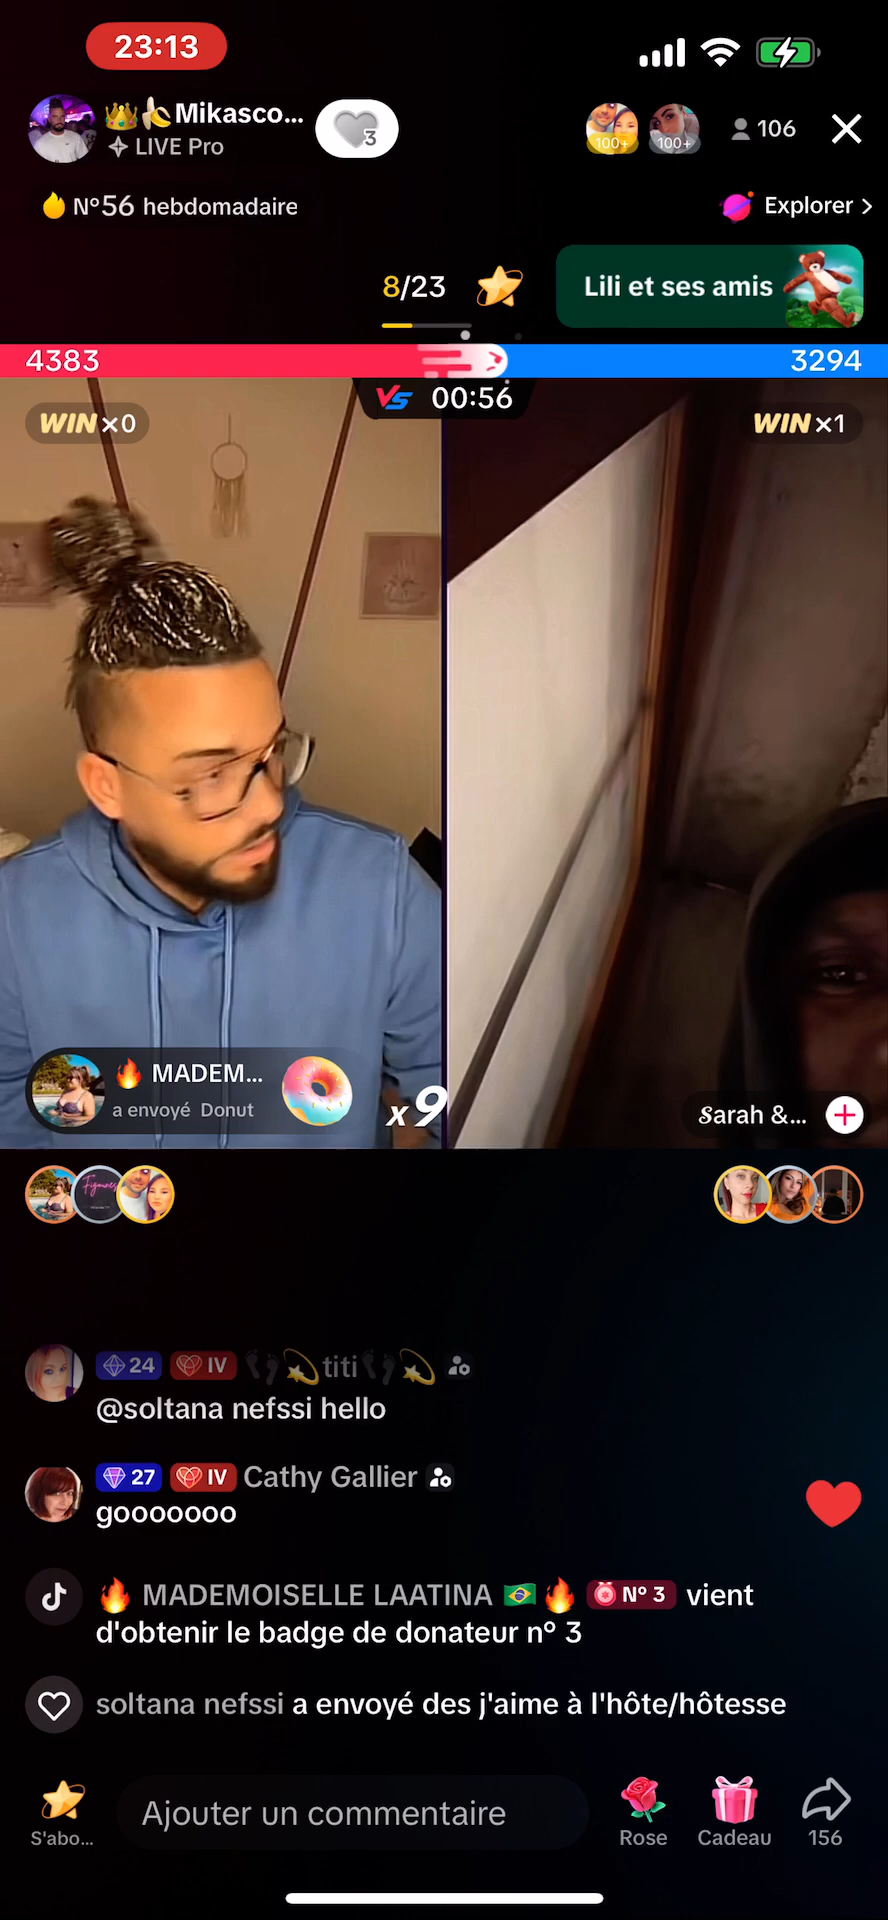 23:13
👑🍌Mikasco...
3
LIVE Pro
100+
100+
106
N°56 hebdomadaire
Explorer >
8/23
Lili et ses amis
4383
3294
VS 00:56
WIN x0
WIN x1
🔥 MADEM...
a envoyé Donut
x9
Sarah &...
24 IV 👣💫titi👣💫
@soltana nefssi hello
27 IV Cathy Gallier
gooooooo
🔥 MADEMOISELLE LAATINA 🇧🇷🔥 N° 3 vient
d'obtenir le badge de donateur n° 3
soltana nefssi a envoyé des j'aime à l'hôte/hôtesse
S'abo...
Ajouter un commentaire
Rose
Cadeau
156